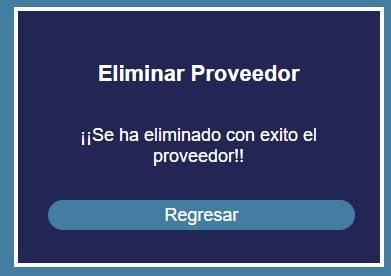 Eliminar Proveedor
¡¡Se ha eliminado con exito el
proveedor!!
Regresar